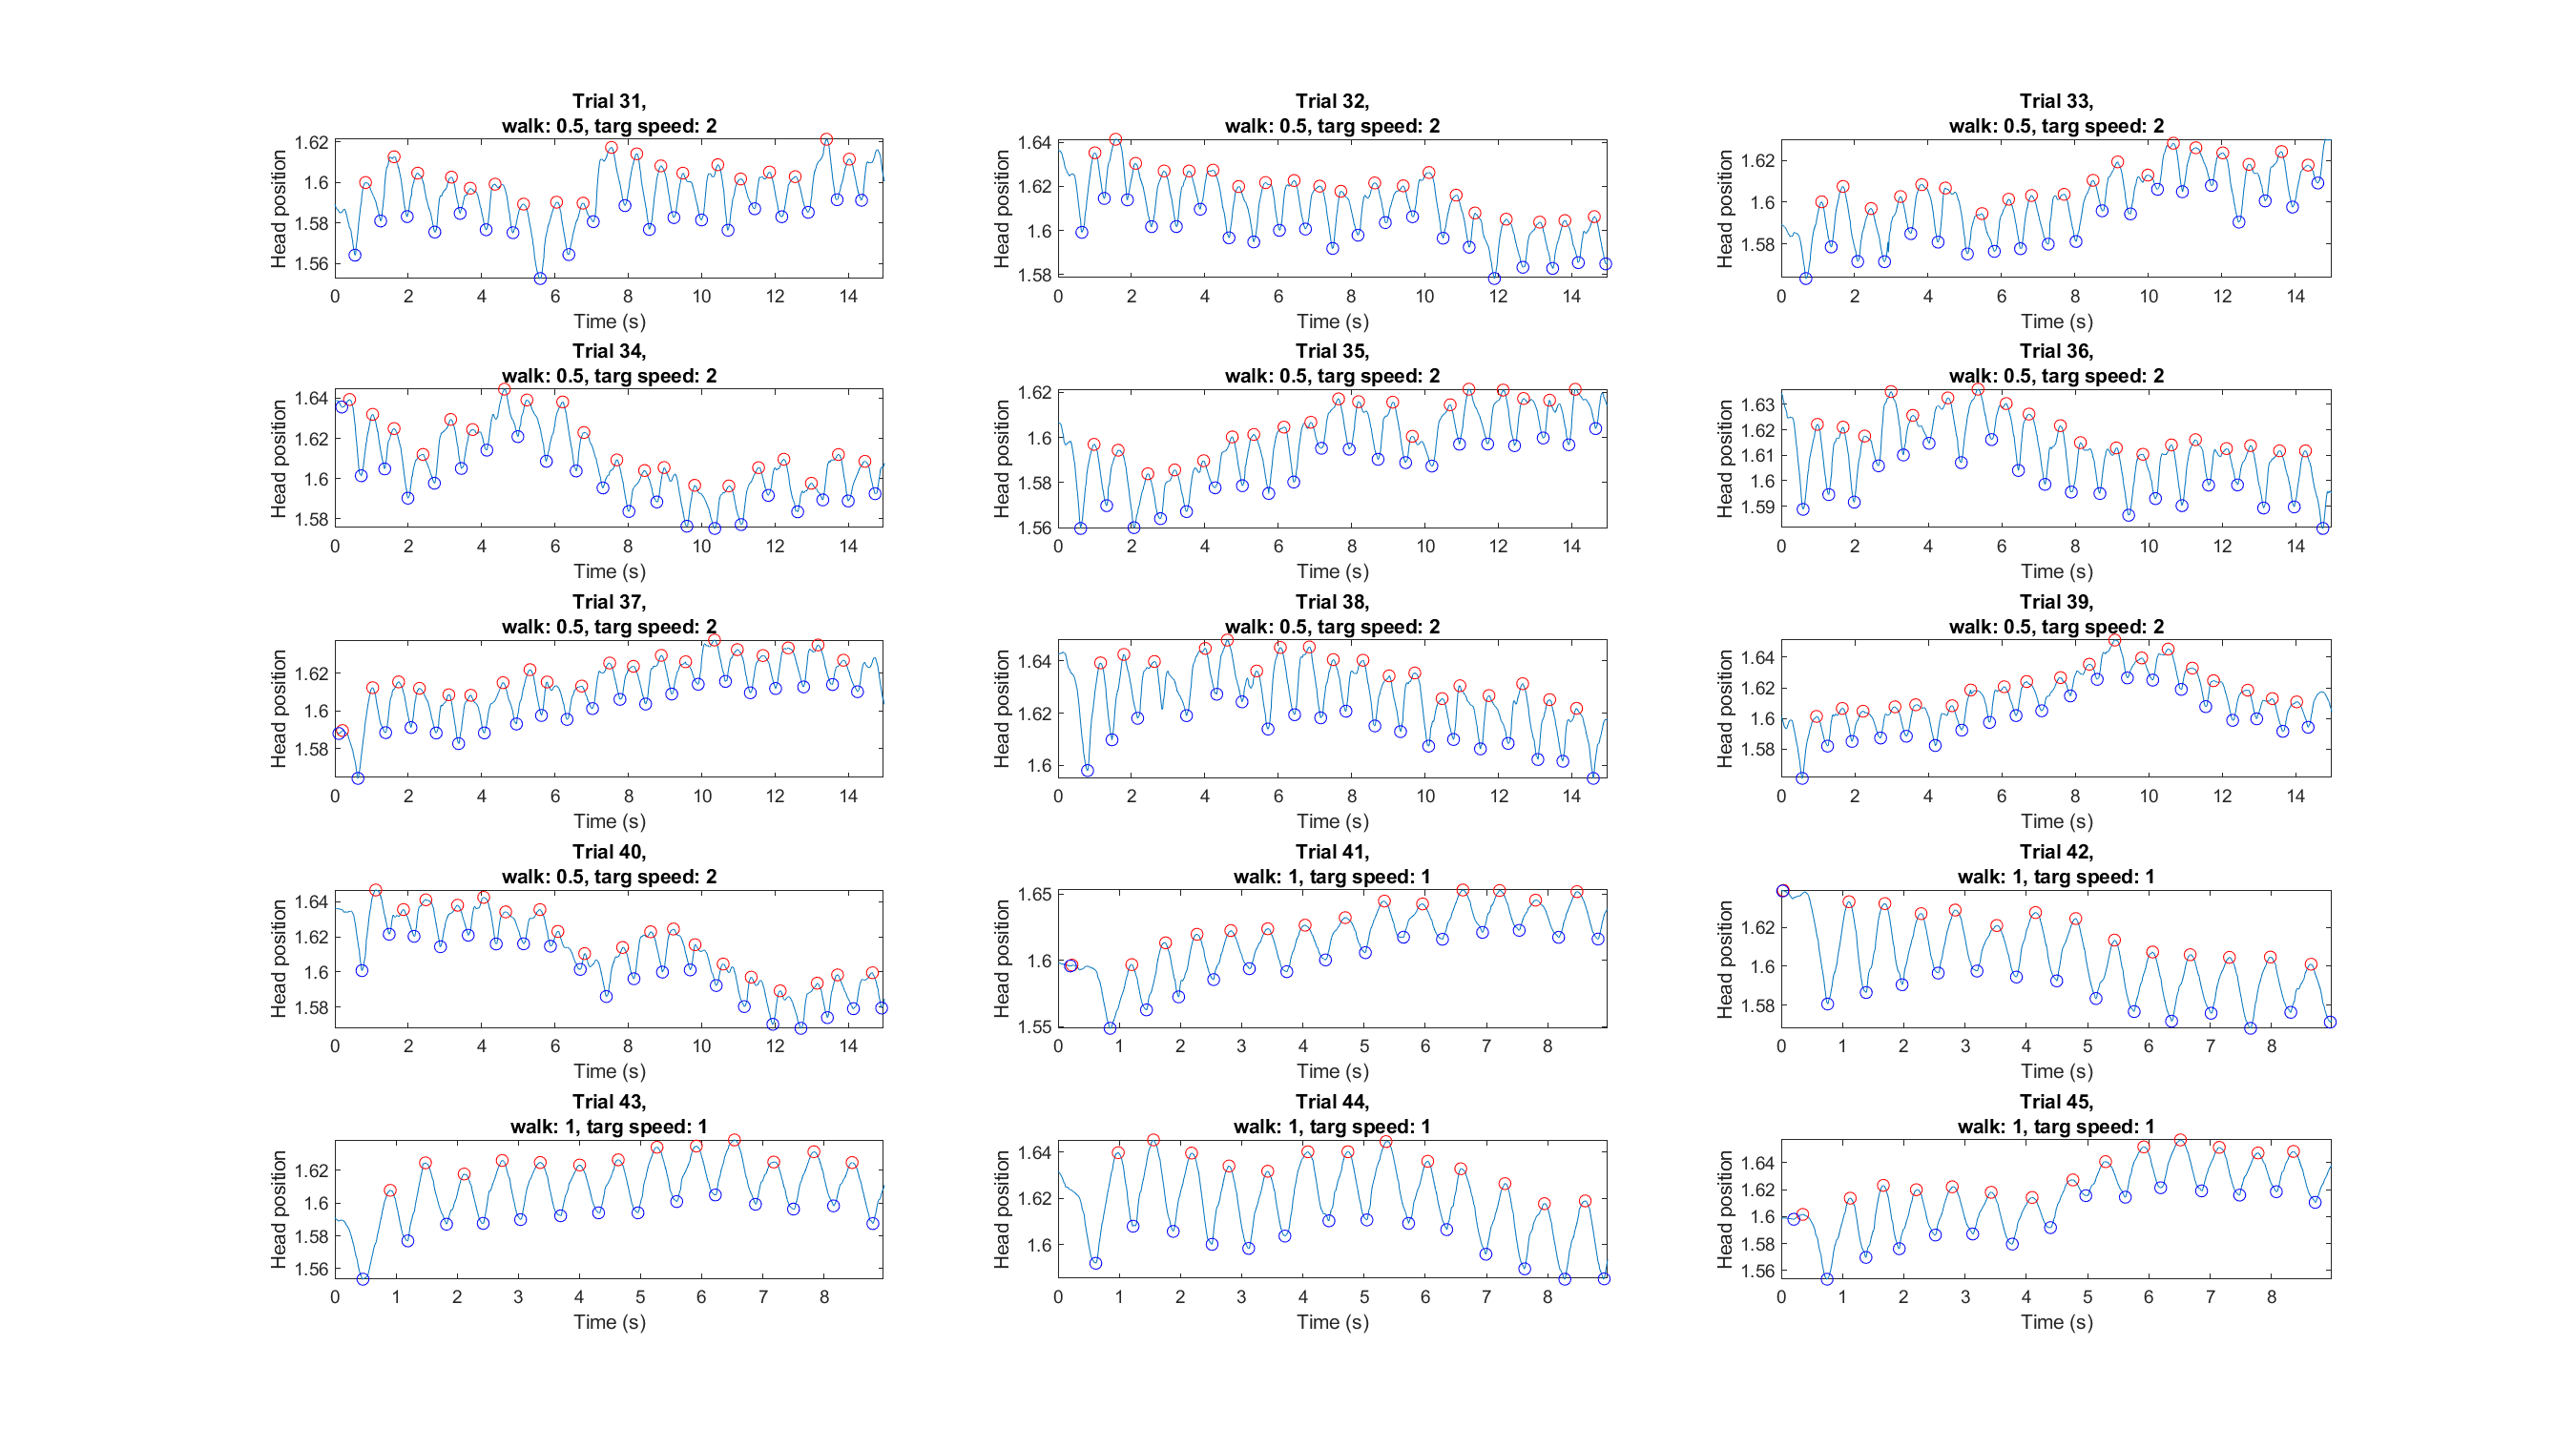 Trial 31,
walk: 0.5, targ speed: 2
Head position
1.62
1.6
1.58
1.56
0 2 4 6 8 10 12 14
Time (s)
Trial 32,
walk: 0.5, targ speed: 2
Head position
1.64
1.62
1.6
1.58
0 2 4 6 8 10 12 14
Time (s)
Trial 33,
walk: 0.5, targ speed: 2
Head position
1.62
1.6
1.58
0 2 4 6 8 10 12 14
Time (s)
Trial 34,
walk: 0.5, targ speed: 2
Head position
1.64
1.62
1.6
1.58
0 2 4 6 8 10 12 14
Time (s)
Trial 35,
walk: 0.5, targ speed: 2
Head position
1.62
1.6
1.58
1.56
0 2 4 6 8 10 12 14
Time (s)
Trial 36,
walk: 0.5, targ speed: 2
Head position
1.63
1.62
1.61
1.6
1.59
0 2 4 6 8 10 12 14
Time (s)
Trial 37,
walk: 0.5, targ speed: 2
Head position
1.62
1.6
1.58
0 2 4 6 8 10 12 14
Time (s)
Trial 38,
walk: 0.5, targ speed: 2
Head position
1.64
1.62
1.6
0 2 4 6 8 10 12 14
Time (s)
Trial 39,
walk: 0.5, targ speed: 2
Head position
1.64
1.62
1.6
1.58
0 2 4 6 8 10 12 14
Time (s)
Trial 40,
walk: 0.5, targ speed: 2
Head position
1.64
1.62
1.6
1.58
0 2 4 6 8 10 12 14
Time (s)
Trial 41,
walk: 1, targ speed: 1
Head position
1.65
1.6
1.55
0 1 2 3 4 5 6 7 8
Time (s)
Trial 42,
walk: 1, targ speed: 1
Head position
1.62
1.6
1.58
0 1 2 3 4 5 6 7 8
Time (s)
Trial 43,
walk: 1, targ speed: 1
Head position
1.62
1.6
1.58
1.56
0 1 2 3 4 5 6 7 8
Time (s)
Trial 44,
walk: 1, targ speed: 1
Head position
1.64
1.62
1.6
0 1 2 3 4 5 6 7 8
Time (s)
Trial 45,
walk: 1, targ speed: 1
Head position
1.64
1.62
1.6
1.58
1.56
0 1 2 3 4 5 6 7 8
Time (s)